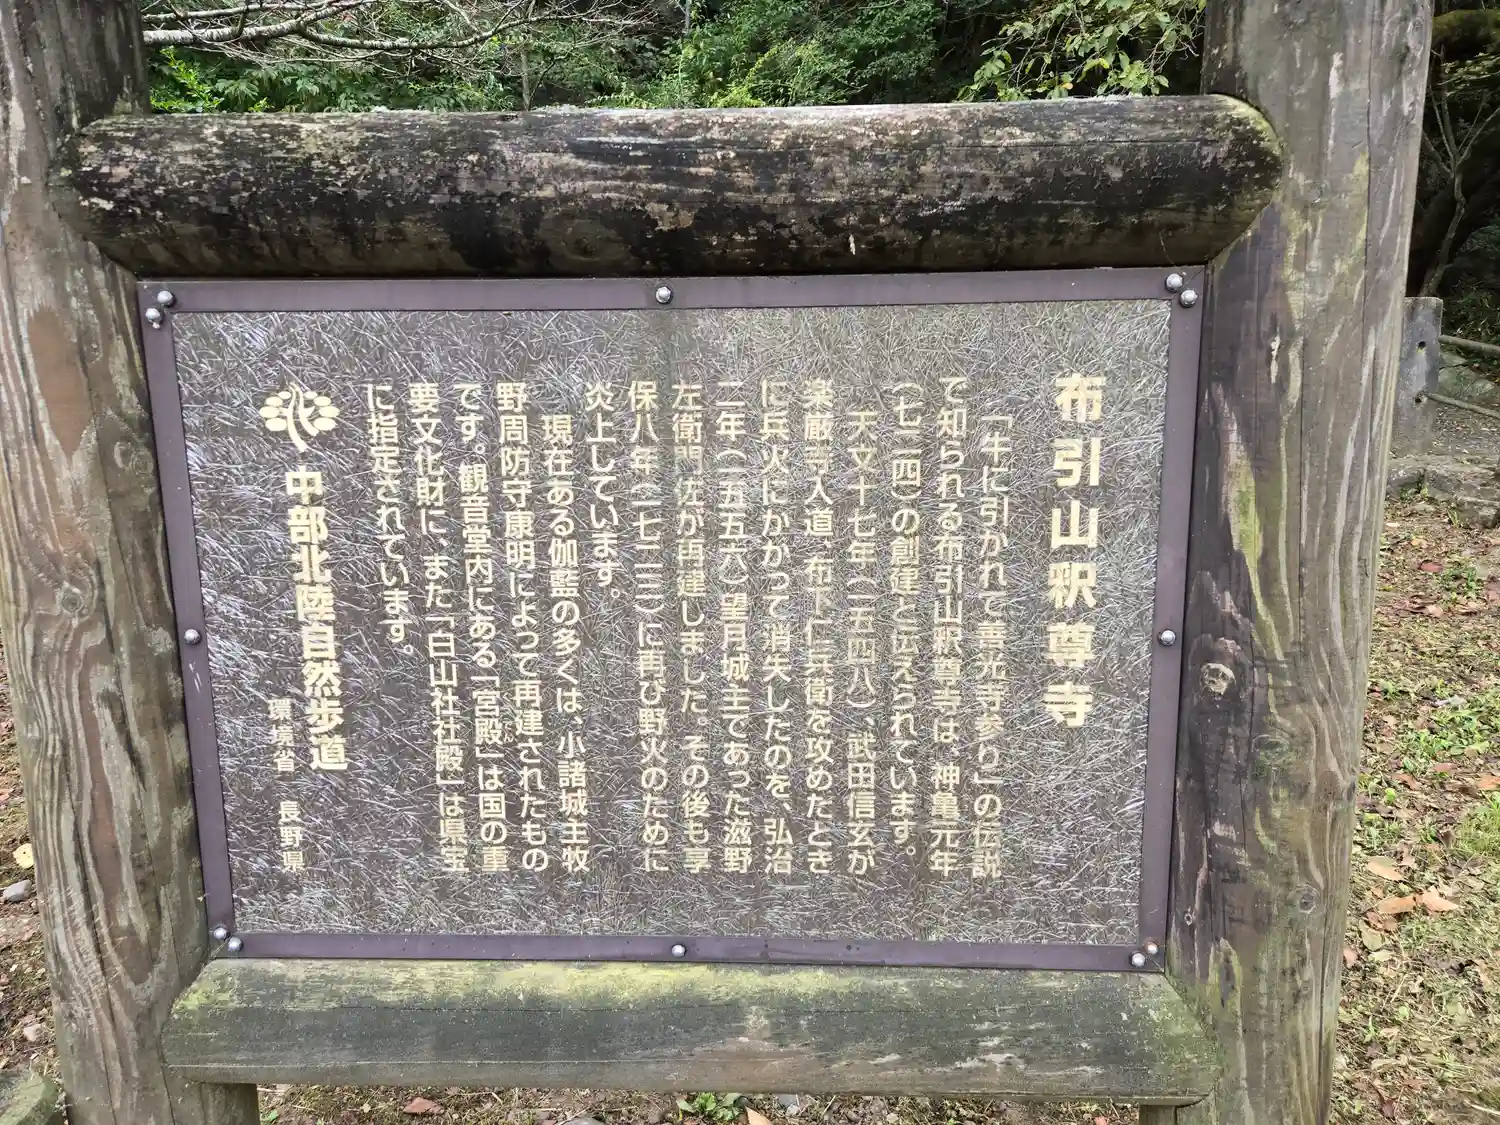 布引山釈尊寺
「牛に引かれて善光寺参り」の伝説
て知られる布引山釈尊寺は、神亀元年
(七二四)の創建と伝えられています。
天文十七年(一五四八)、武田信玄が
楽厳寺入道、布下仁兵衛を攻めたとき
に兵火にかかって消失したのを、弘治
二年(一五五六)望月城主であった滋野
左衛門佐が再建しました。その後も享
保八年(一七二三)に再び野火のために
炎上しています。
現在ある伽藍の多くは、小諸城主牧
野周防守康明によって再建されたもの
です。観音堂内にある「宮殿」は国の重
要文化財に、また「白山社社殿」は県宝
に指定されています。
中部北陸自然歩道
環境省 長野県